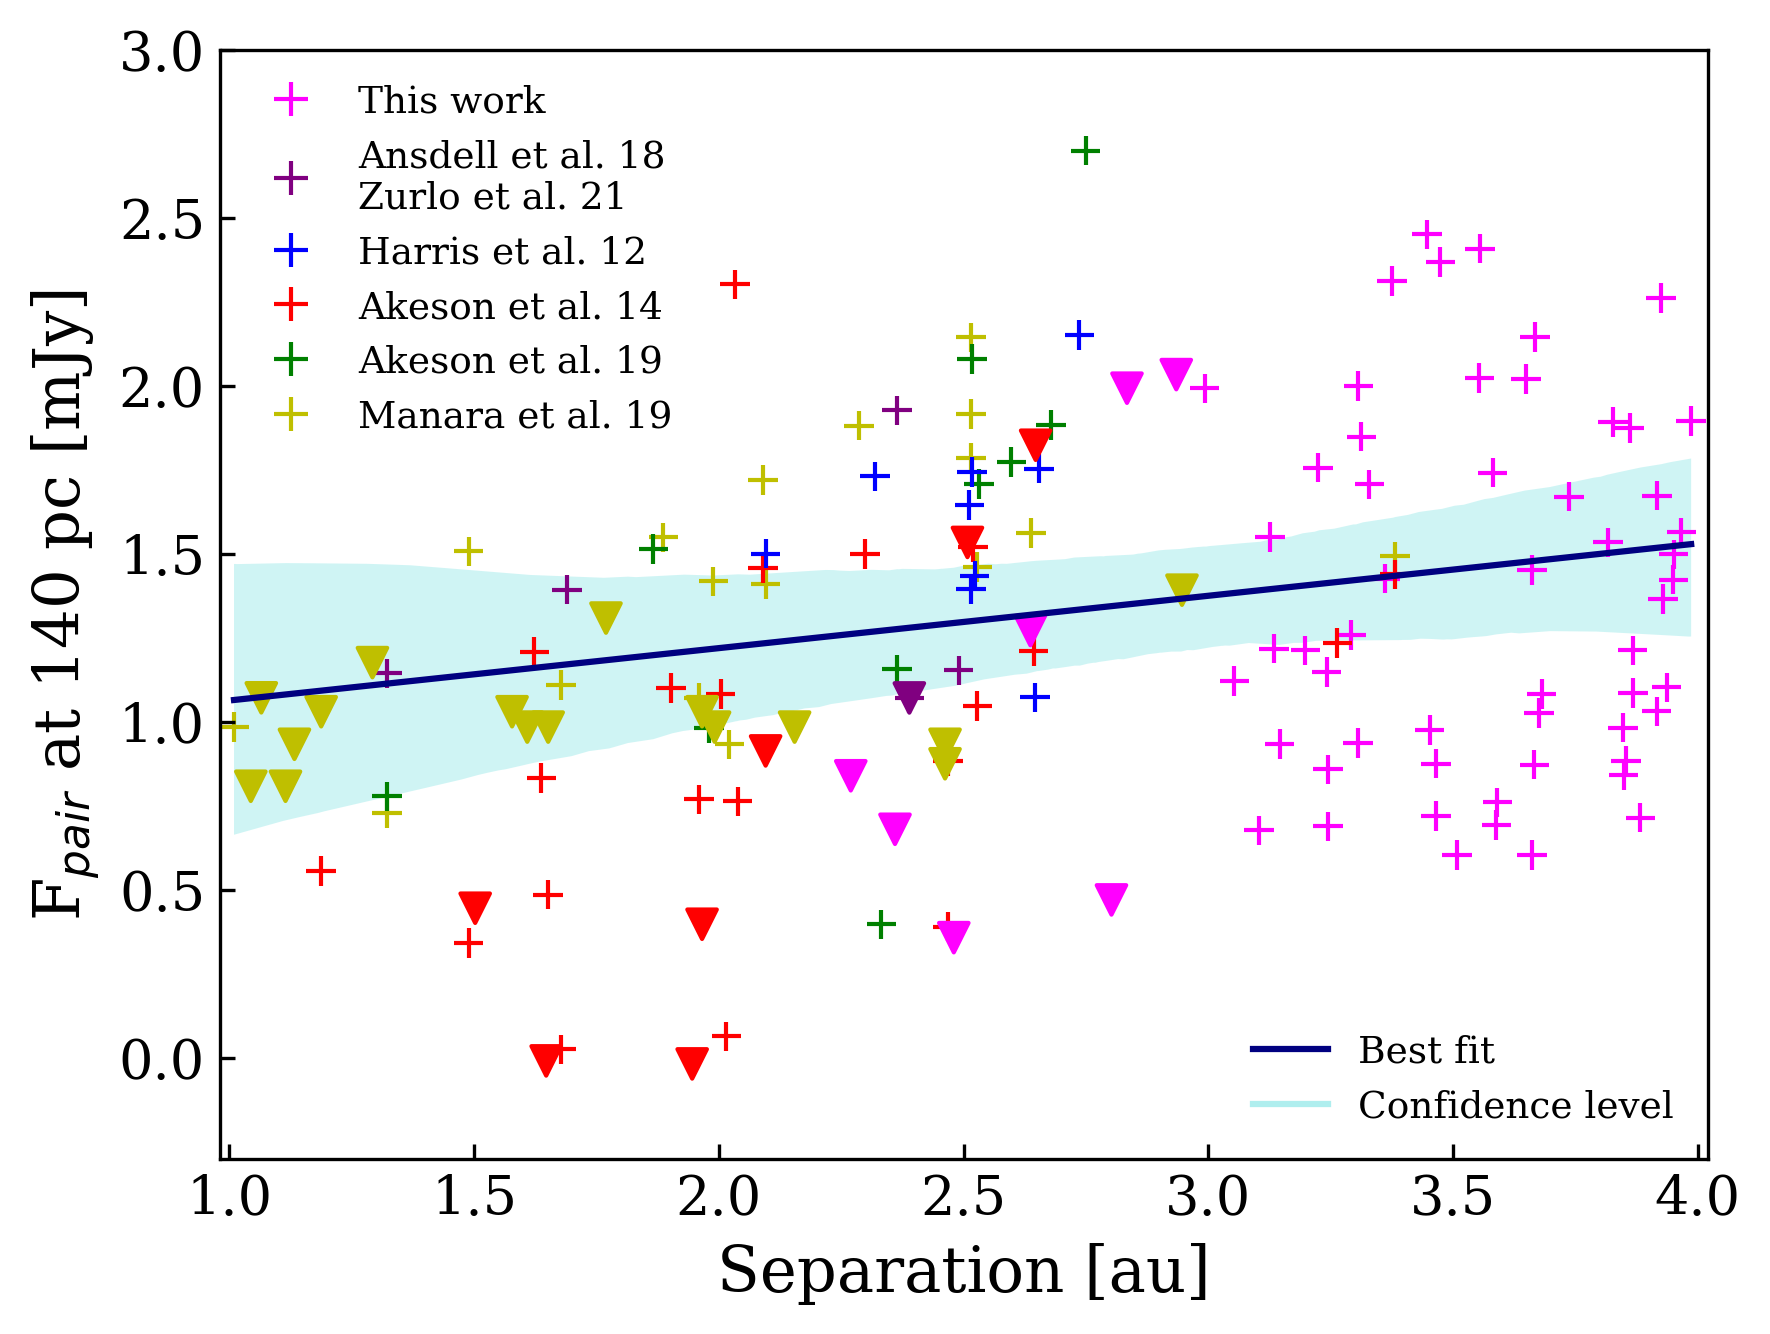 3.0
2.5
2.0
1.5
1.0
0.5
0.0
F_pair at 140 pc [mJy]
This work
Ansdell et al. 18
Zurlo et al. 21
Harris et al. 12
Akeson et al. 14
Akeson et al. 19
Manara et al. 19
Best fit
Confidence level
1.0 1.5 2.0 2.5 3.0 3.5 4.0
Separation [au]